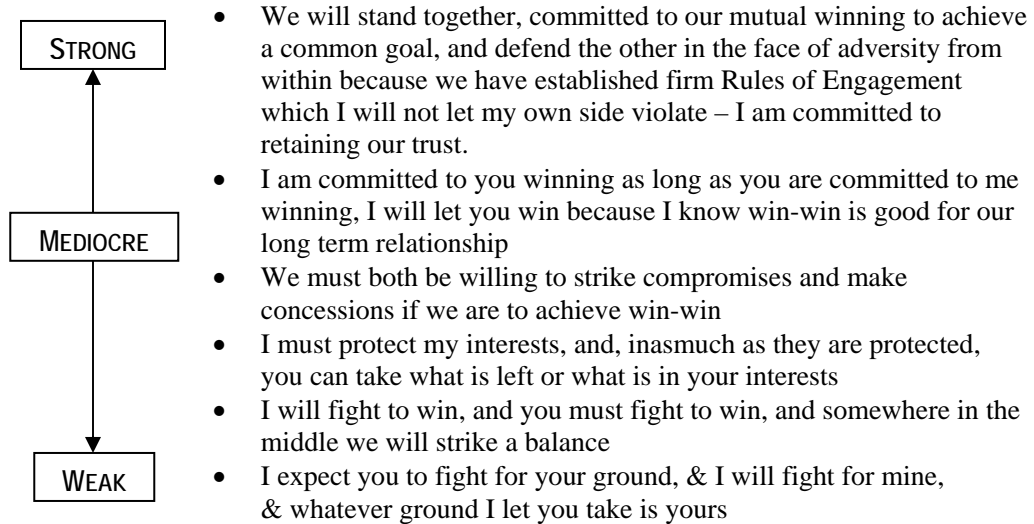 STRONG
MEDIOCRE
WEAK
• We will stand together, committed to our mutual winning to achieve
a common goal, and defend the other in the face of adversity from
within because we have established firm Rules of Engagement
which I will not let my own side violate – I am committed to
retaining our trust.
• I am committed to you winning as long as you are committed to me
winning, I will let you win because I know win-win is good for our
long term relationship
• We must both be willing to strike compromises and make
concessions if we are to achieve win-win
• I must protect my interests, and, inasmuch as they are protected,
you can take what is left or what is in your interests
• I will fight to win, and you must fight to win, and somewhere in the
middle we will strike a balance
• I expect you to fight for your ground, & I will fight for mine,
& whatever ground I let you take is yours